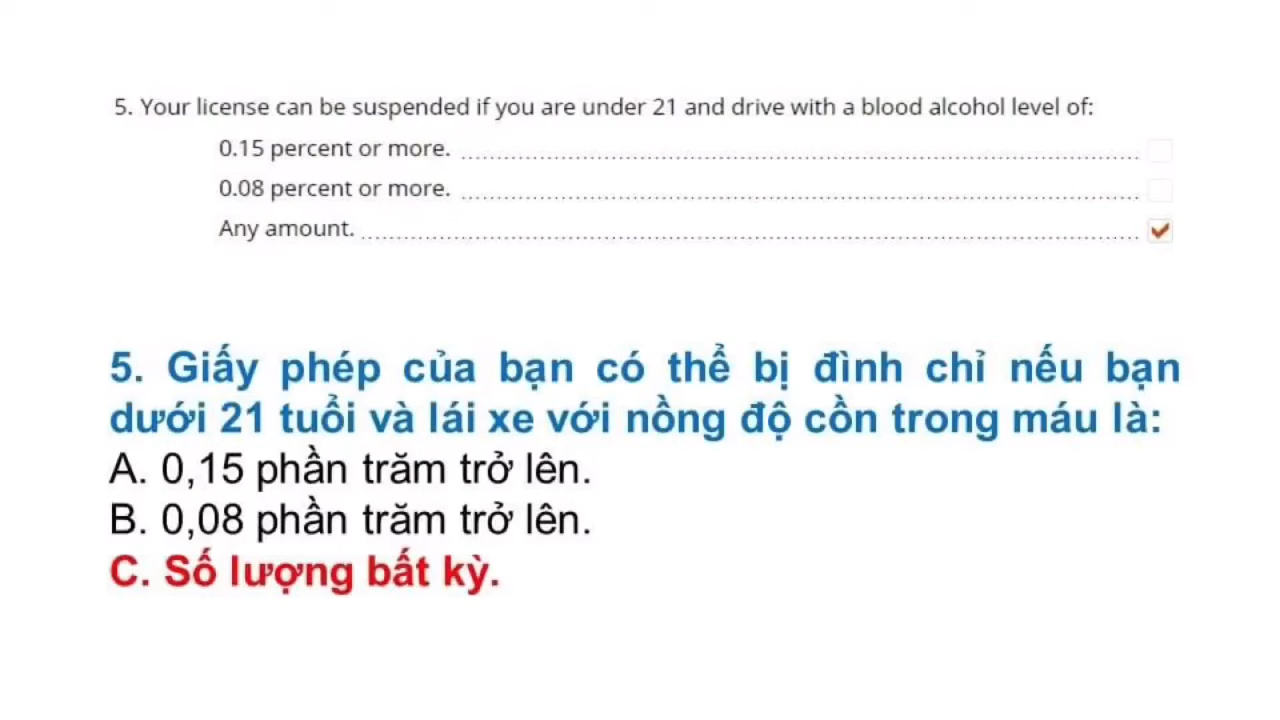 5. Your license can be suspended if you are under 21 and drive with a blood alcohol level of:
0.15 percent or more.
0.08 percent or more.
Any amount.
5. Giấy phép của bạn có thể bị đình chỉ nếu bạn
dưới 21 tuổi và lái xe với nồng độ cồn trong máu là:
A. 0,15 phần trăm trở lên.
B. 0,08 phần trăm trở lên.
C. Số lượng bất kỳ.